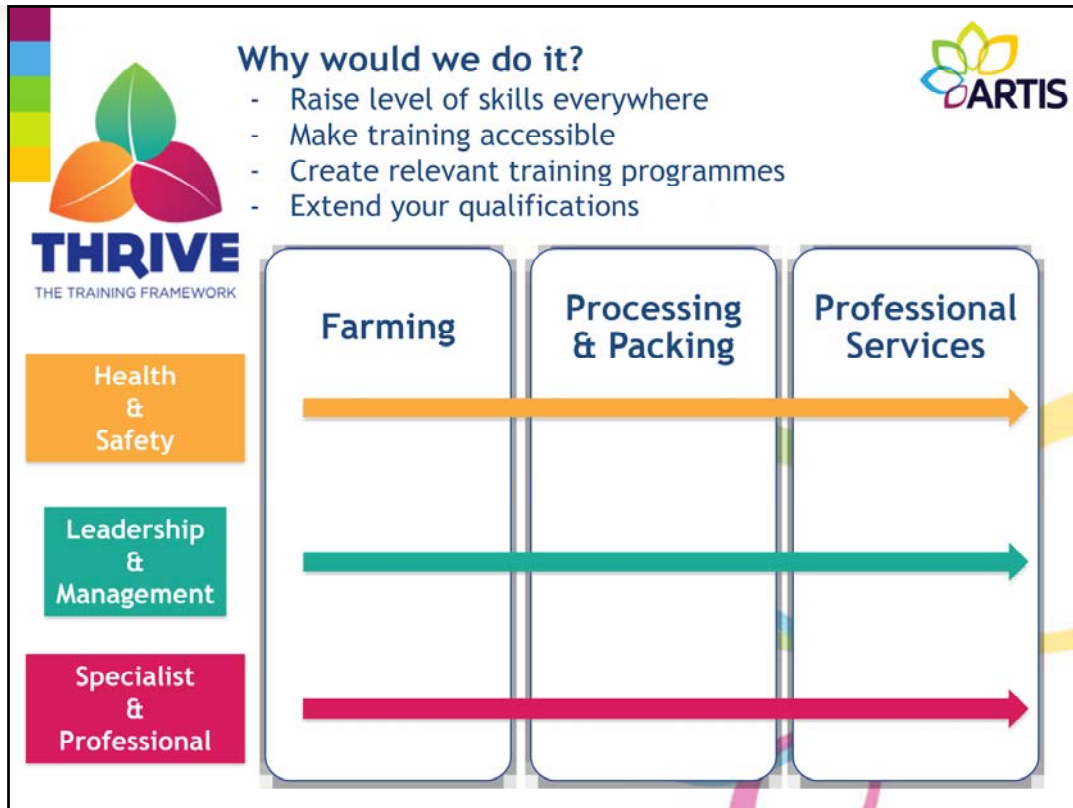 Why would we do it?
- Raise level of skills everywhere
- Make training accessible
- Create relevant training programmes
- Extend your qualifications
ARTIS
THRIVE
THE TRAINING FRAMEWORK
Farming
Processing
& Packing
Professional
Services
Health
&
Safety
Leadership
&
Management
Specialist
&
Professional